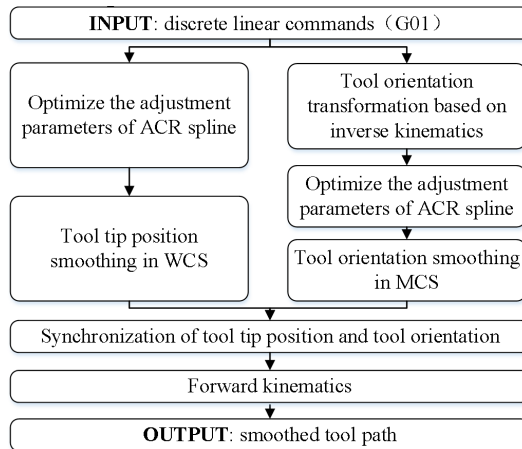 INPUT: discrete linear commands（G01）
Optimize the adjustment
parameters of ACR spline
Tool tip position
smoothing in WCS
Tool orientation
transformation based on
inverse kinematics
Optimize the adjustment
parameters of ACR spline
Tool orientation smoothing
in MCS
Synchronization of tool tip position and tool orientation
Forward kinematics
OUTPUT: smoothed tool path